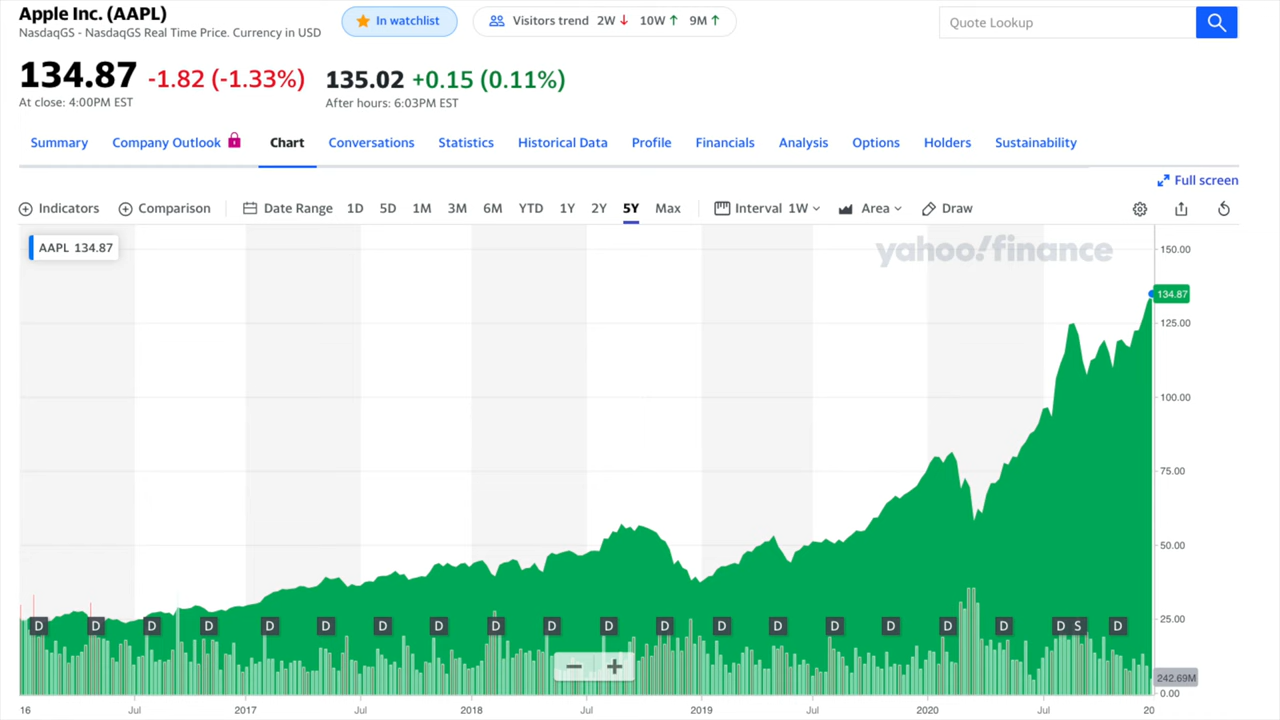 Apple Inc. (AAPL)
NasdaqGS - NasdaqGS Real Time Price. Currency in USD
In watchlist
Visitors trend 2W ↓ 10W ↑ 9M ↑
Quote Lookup
134.87 -1.82 (-1.33%)
At close: 4:00PM EST
135.02 +0.15 (0.11%)
After hours: 6:03PM EST
Summary Company Outlook Chart Conversations Statistics Historical Data Profile Financials Analysis Options Holders Sustainability
Full screen
Indicators Comparison Date Range 1D 5D 1M 3M 6M YTD 1Y 2Y 5Y Max Interval 1W Area Draw
AAPL 134.87
yahoo!finance
150.00
134.87
125.00
100.00
75.00
50.00
25.00
D D D D D D D D D D D D D D D D D D D S D
242.69M
0.00
16 Jul 2017 Jul 2018 Jul 2019 Jul 2020 Jul 20